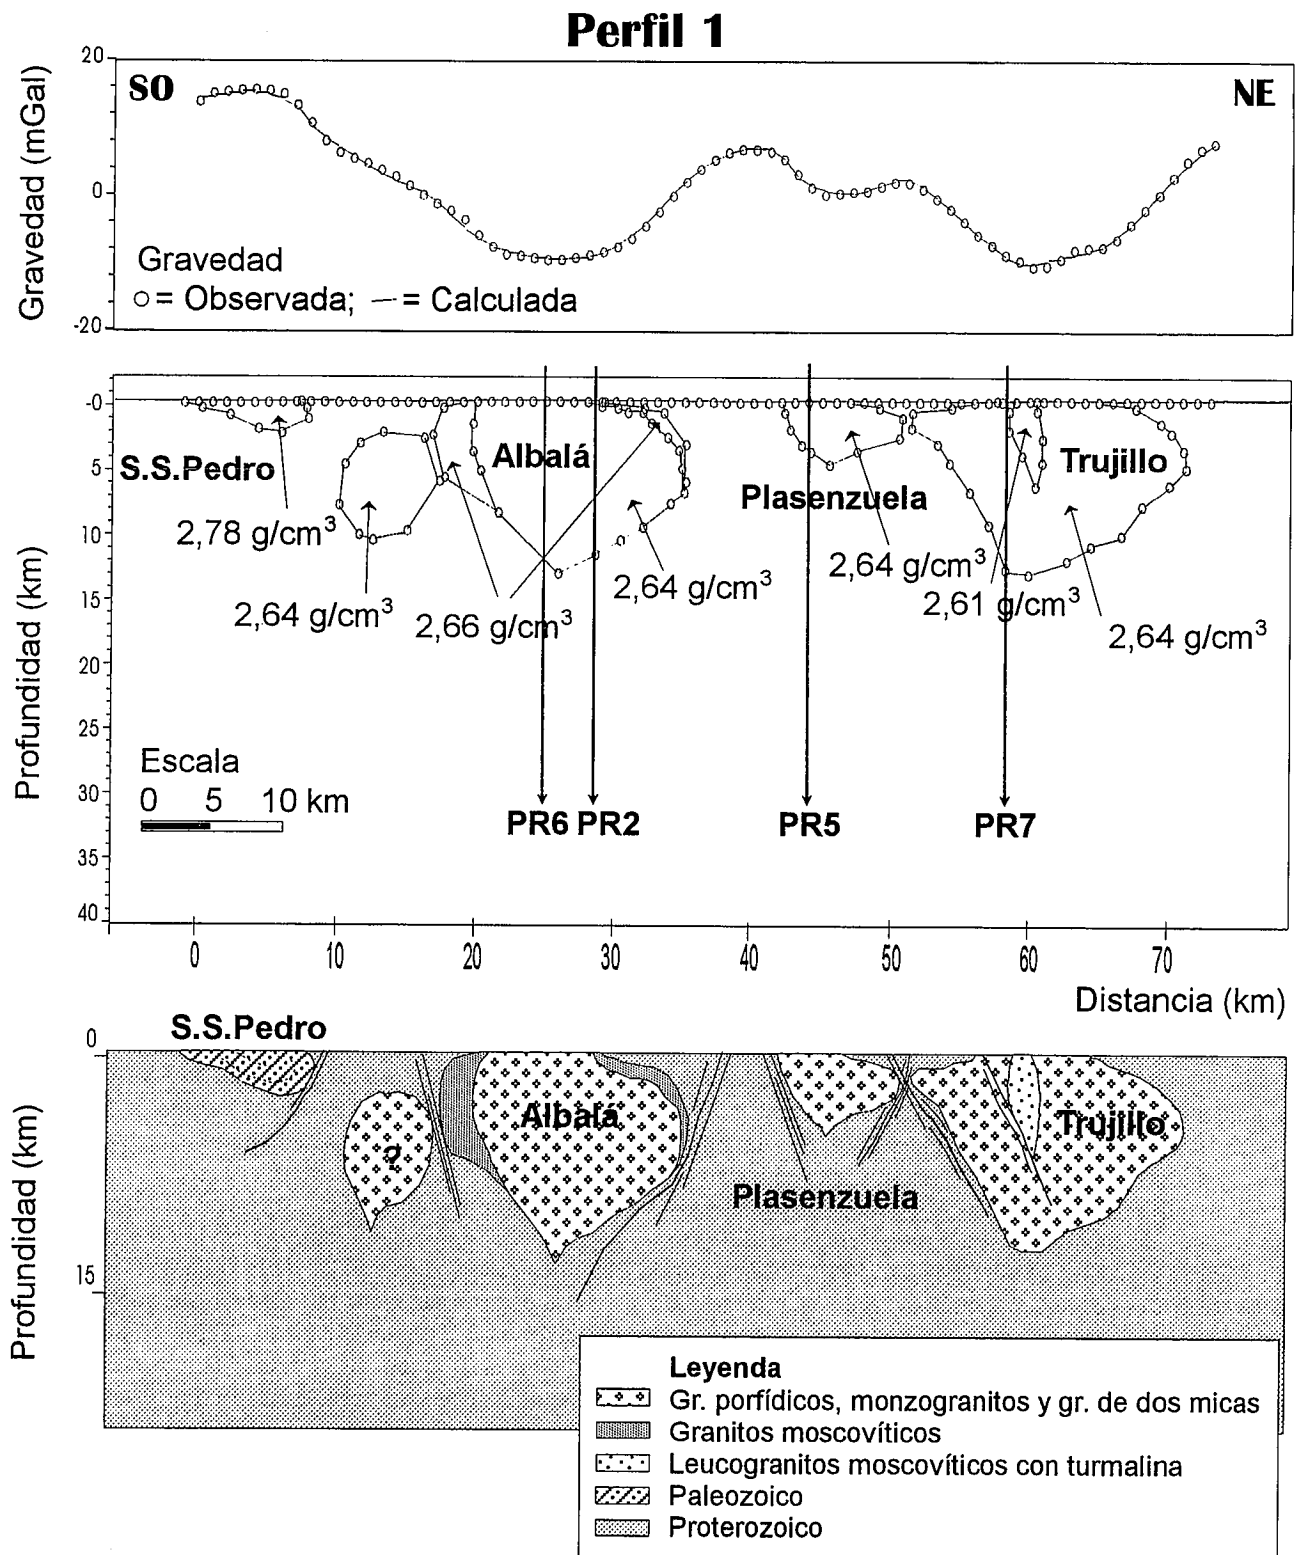 Perfil 1
20
SO
NE
Gravedad (mGal)
0
Gravedad
o = Observada; — = Calculada
-20
-0
Albalá
S.S.Pedro
Trujillo
5
Plasenzuela
2,78 g/cm³
10
2,64 g/cm³
2,64 g/cm³
2,61 g/cm³
2,64 g/cm³
2,66 g/cm³
2,64 g/cm³
15
Profundidad (km)
20
25
Escala
0 5 10 km
30
PR6 PR2 PR5 PR7
35
40
0 10 20 30 40 50 60 70
Distancia (km)
S.S.Pedro
0
Albalá
Trujillo
?
Plasenzuela
Profundidad (km)
15
Leyenda
Gr. porfídicos, monzogranitos y gr. de dos micas
Granitos moscovíticos
Leucogranitos moscovíticos con turmalina
Paleozoico
Proterozoico